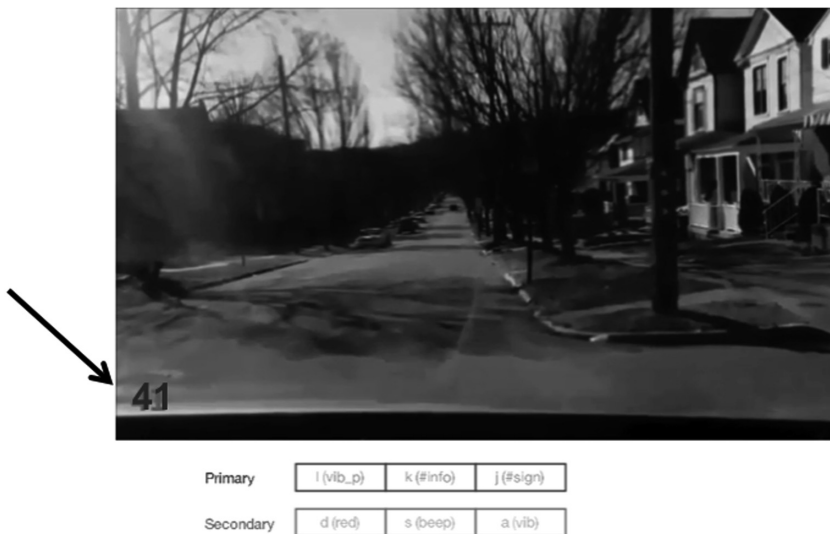 41
Primary l (vib_p) k (#info) j (#sign)
Secondary d (red) s (beep) a (vib)